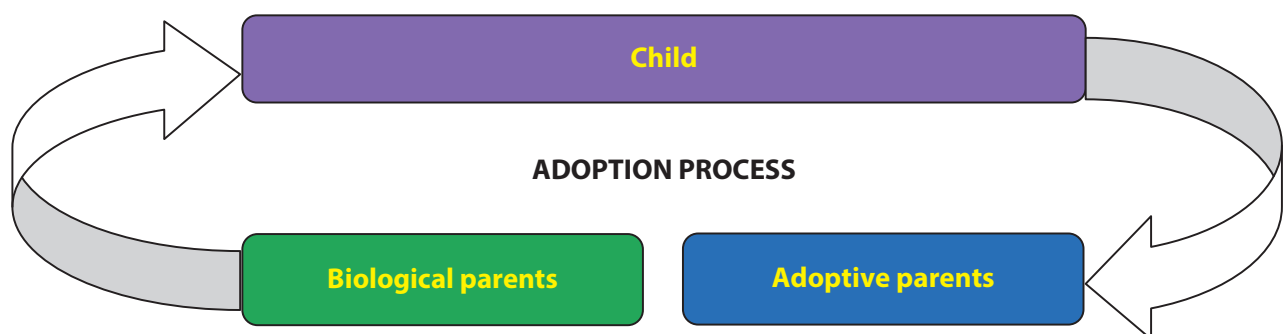 Child
ADOPTION PROCESS
Biological parents
Adoptive parents